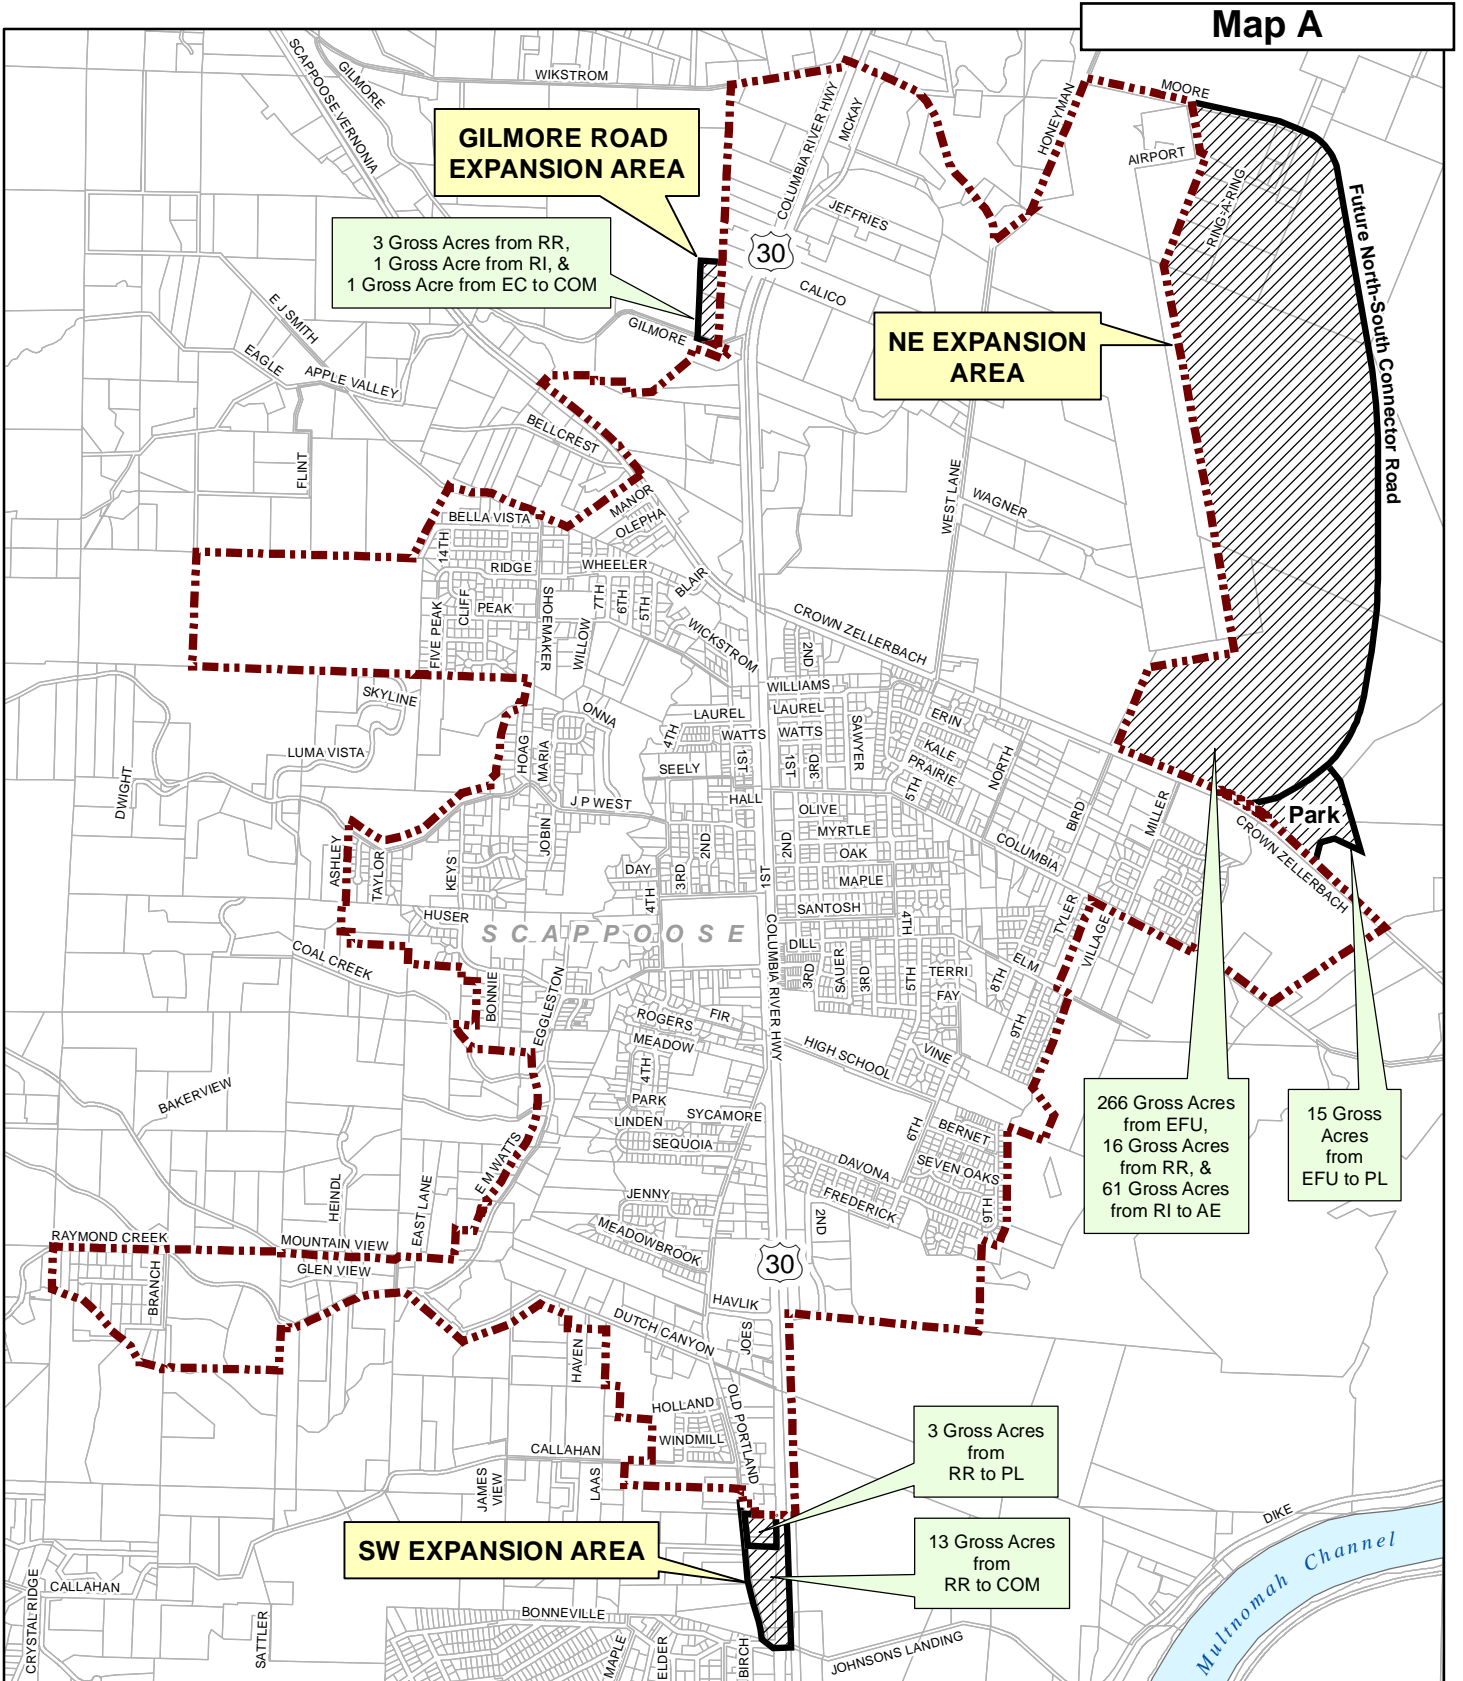 Map A
WIKSTROM
SCAPPOOSE VERNONIA
GILMORE
COLUMBIA RIVER HWY
MCKAY
HONEYMAN
MOORE
AIRPORT
RING-A-RING
Future North-South Connector Road
GILMORE ROAD
EXPANSION AREA
3 Gross Acres from RR,
1 Gross Acre from RI, &
1 Gross Acre from EC to COM
JEFFRIES
30
CALICO
GILMORE
NE EXPANSION
AREA
E J SMITH
EAGLE
APPLE VALLEY
FLINT
BELLCREST
MANOR
OLEPHA
WEST LANE
WAGNER
BELLA VISTA
14TH
RIDGE
WHEELER
BLAIR
CLIFF
PEAK
SHOEMAKER
7TH
6TH
5TH
FIVE PEAK
WILLOW
WICKSTROM
CROWN ZELLERBACH
2ND
WILLIAMS
SKYLINE
ONNA
LAUREL
LAUREL
ERIN
4TH
WATTS
WATTS
SAWYER
KALE
LUMA VISTA
HOAG
MARIA
SEELY
1ST
1ST
3RD
PRAIRIE
NORTH
DWIGHT
J P WEST
HALL
5TH
OLIVE
BIRD
MILLER
Park
CROWN ZELLERBACH
JOBIN
2ND
2ND
MYRTLE
OAK
COLUMBIA
ASHLEY
TAYLOR
KEYS
DAY
3RD
4TH
1ST
MAPLE
SANTOSH
4TH
TYLER
VILLAGE
HUSER
SCAPPOOSE
COLUMBIA RIVER HWY
DILL
COAL CREEK
3RD
SAUER
3RD
5TH
TERRI
FAY
8TH
ELM
BONNIE
EGGLESTON
ROGERS
FIR
9TH
MEADOW
HIGH SCHOOL
VINE
4TH
BAKERVIEW
PARK
LINDEN
SYCAMORE
SEQUOIA
6TH
BERNET
266 Gross Acres
from EFU,
16 Gross Acres
from RR, &
61 Gross Acres
from RI to AE
15 Gross
Acres
from
EFU to PL
E M WATTS
DAVONA
SEVEN OAKS
HEINDL
EAST LANE
JENNY
FREDERICK
6TH
2ND
RAYMOND CREEK
MOUNTAIN VIEW
MEADOWBROOK
GLEN VIEW
30
BRANCH
HAVLIK
DUTCH CANYON
JOES
HAVEN
OLD PORTLAND
HOLLAND
WINDMILL
3 Gross Acres
from
RR to PL
CALLAHAN
JAMES
VIEW
LAAS
DIKE
SW EXPANSION AREA
13 Gross Acres
from
RR to COM
Multnomah Channel
CRYSTAL RIDGE
CALLAHAN
SATTLER
BONNEVILLE
MAPLE
ELDER
BIRCH
JOHNSONS LANDING